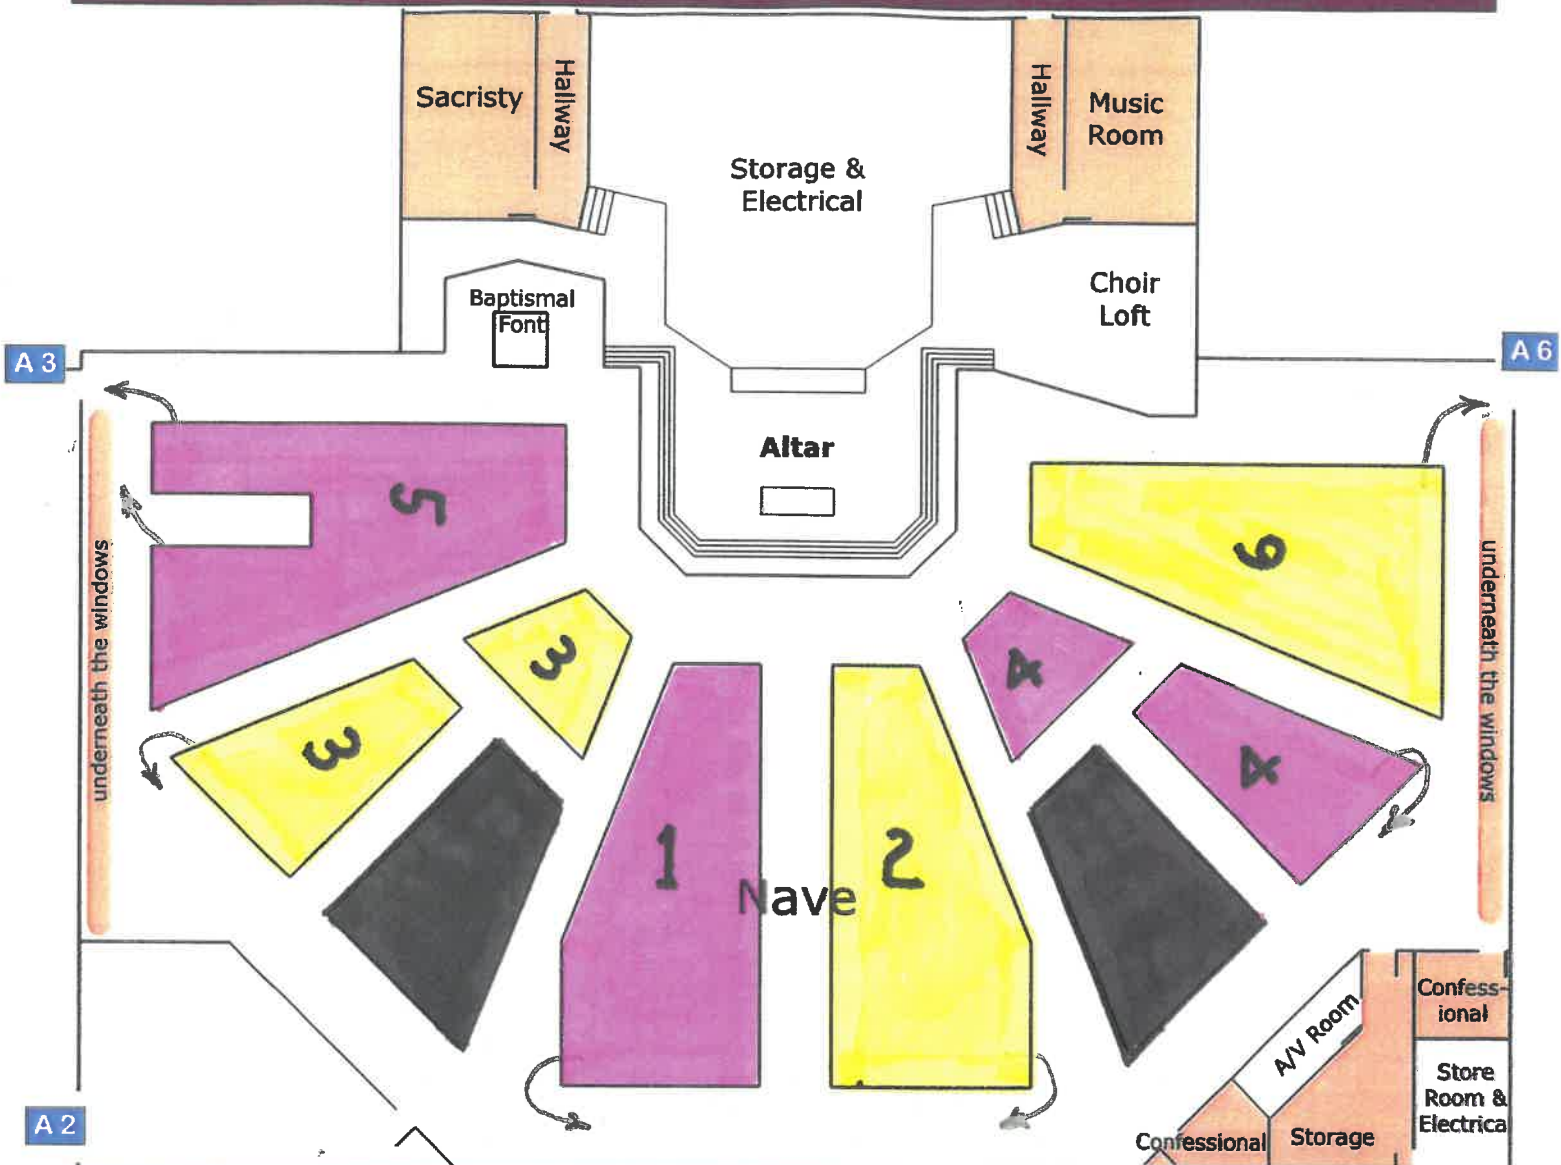 Sacristy
Hallway
Storage &
Electrical
Hallway
Music
Room
Baptismal
Font
Choir
Loft
A 3
A 6
Altar
5
6
underneath the windows
underneath the windows
3
4
3
4
1
2
Nave
A/V Room
Confess-
ional
Store
Room &
Electrica
A 2
Confessional
Storage